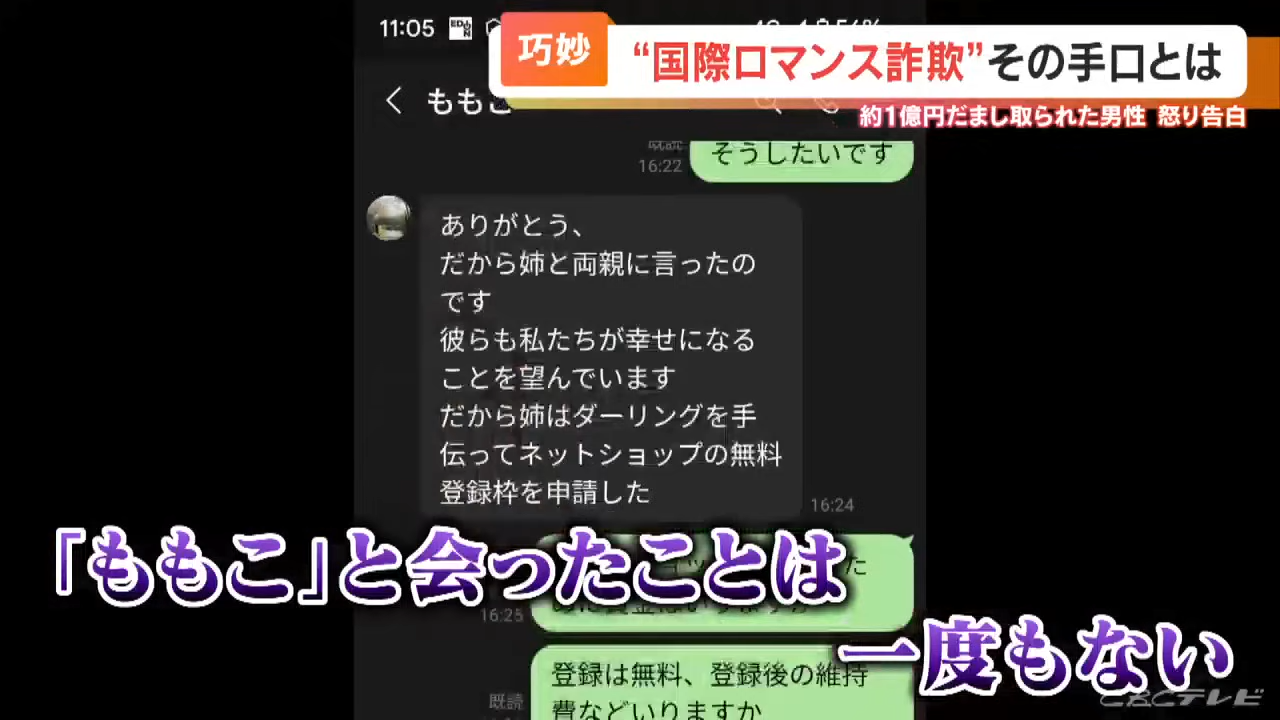 11:05
巧妙
“国際ロマンス詐欺”その手口とは
約1億円だまし取られた男性 怒り告白
ももこ
既読
16:22
そうしたいです
ありがとう、
だから姉と両親に言ったの
です
彼らも私たちが幸せになる
ことを望んでいます
だから姉はダーリングを手
伝ってネットショップの無料
登録枠を申請した
16:24
「ももこ」と会ったことは
16:25
一度もない
登録は無料、登録後の維持
費などいりますか
既読
CBCテレビ